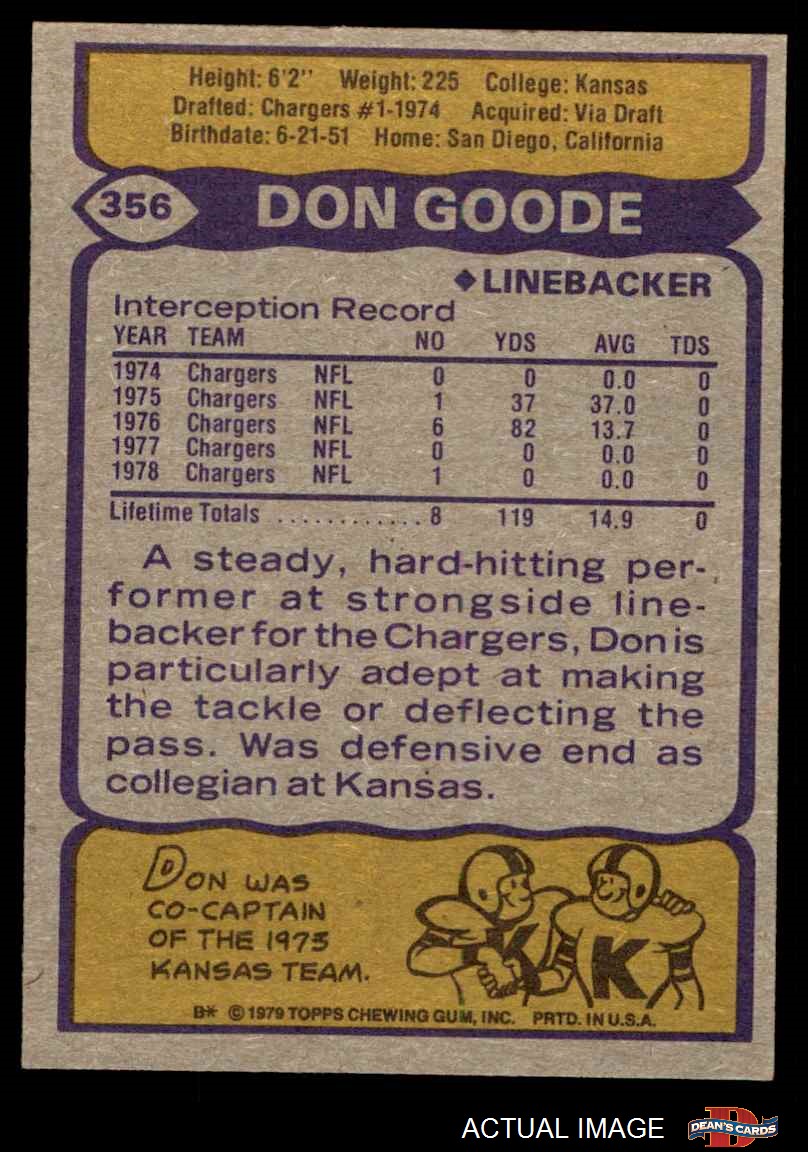 Height: 6'2" Weight: 225 College: Kansas
Drafted: Chargers #1-1974 Acquired: Via Draft
Birthdate: 6-21-51 Home: San Diego, California
356 DON GOODE
◆LINEBACKER
Interception Record
YEAR TEAM NO YDS AVG TDS
1974 Chargers NFL 0 0 0.0 0
1975 Chargers NFL 1 37 37.0 0
1976 Chargers NFL 6 82 13.7 0
1977 Chargers NFL 0 0 0.0 0
1978 Chargers NFL 1 0 0.0 0
Lifetime Totals ............ 8 119 14.9 0
A steady, hard-hitting per-
former at strongside line-
backer for the Chargers, Don is
particularly adept at making
the tackle or deflecting the
pass. Was defensive end as
collegian at Kansas.
DON WAS
CO-CAPTAIN
OF THE 1973
KANSAS TEAM.
K K
B* © 1979 TOPPS CHEWING GUM, INC. PRTD. IN U.S.A.
ACTUAL IMAGE
D DEAN'S CARDS